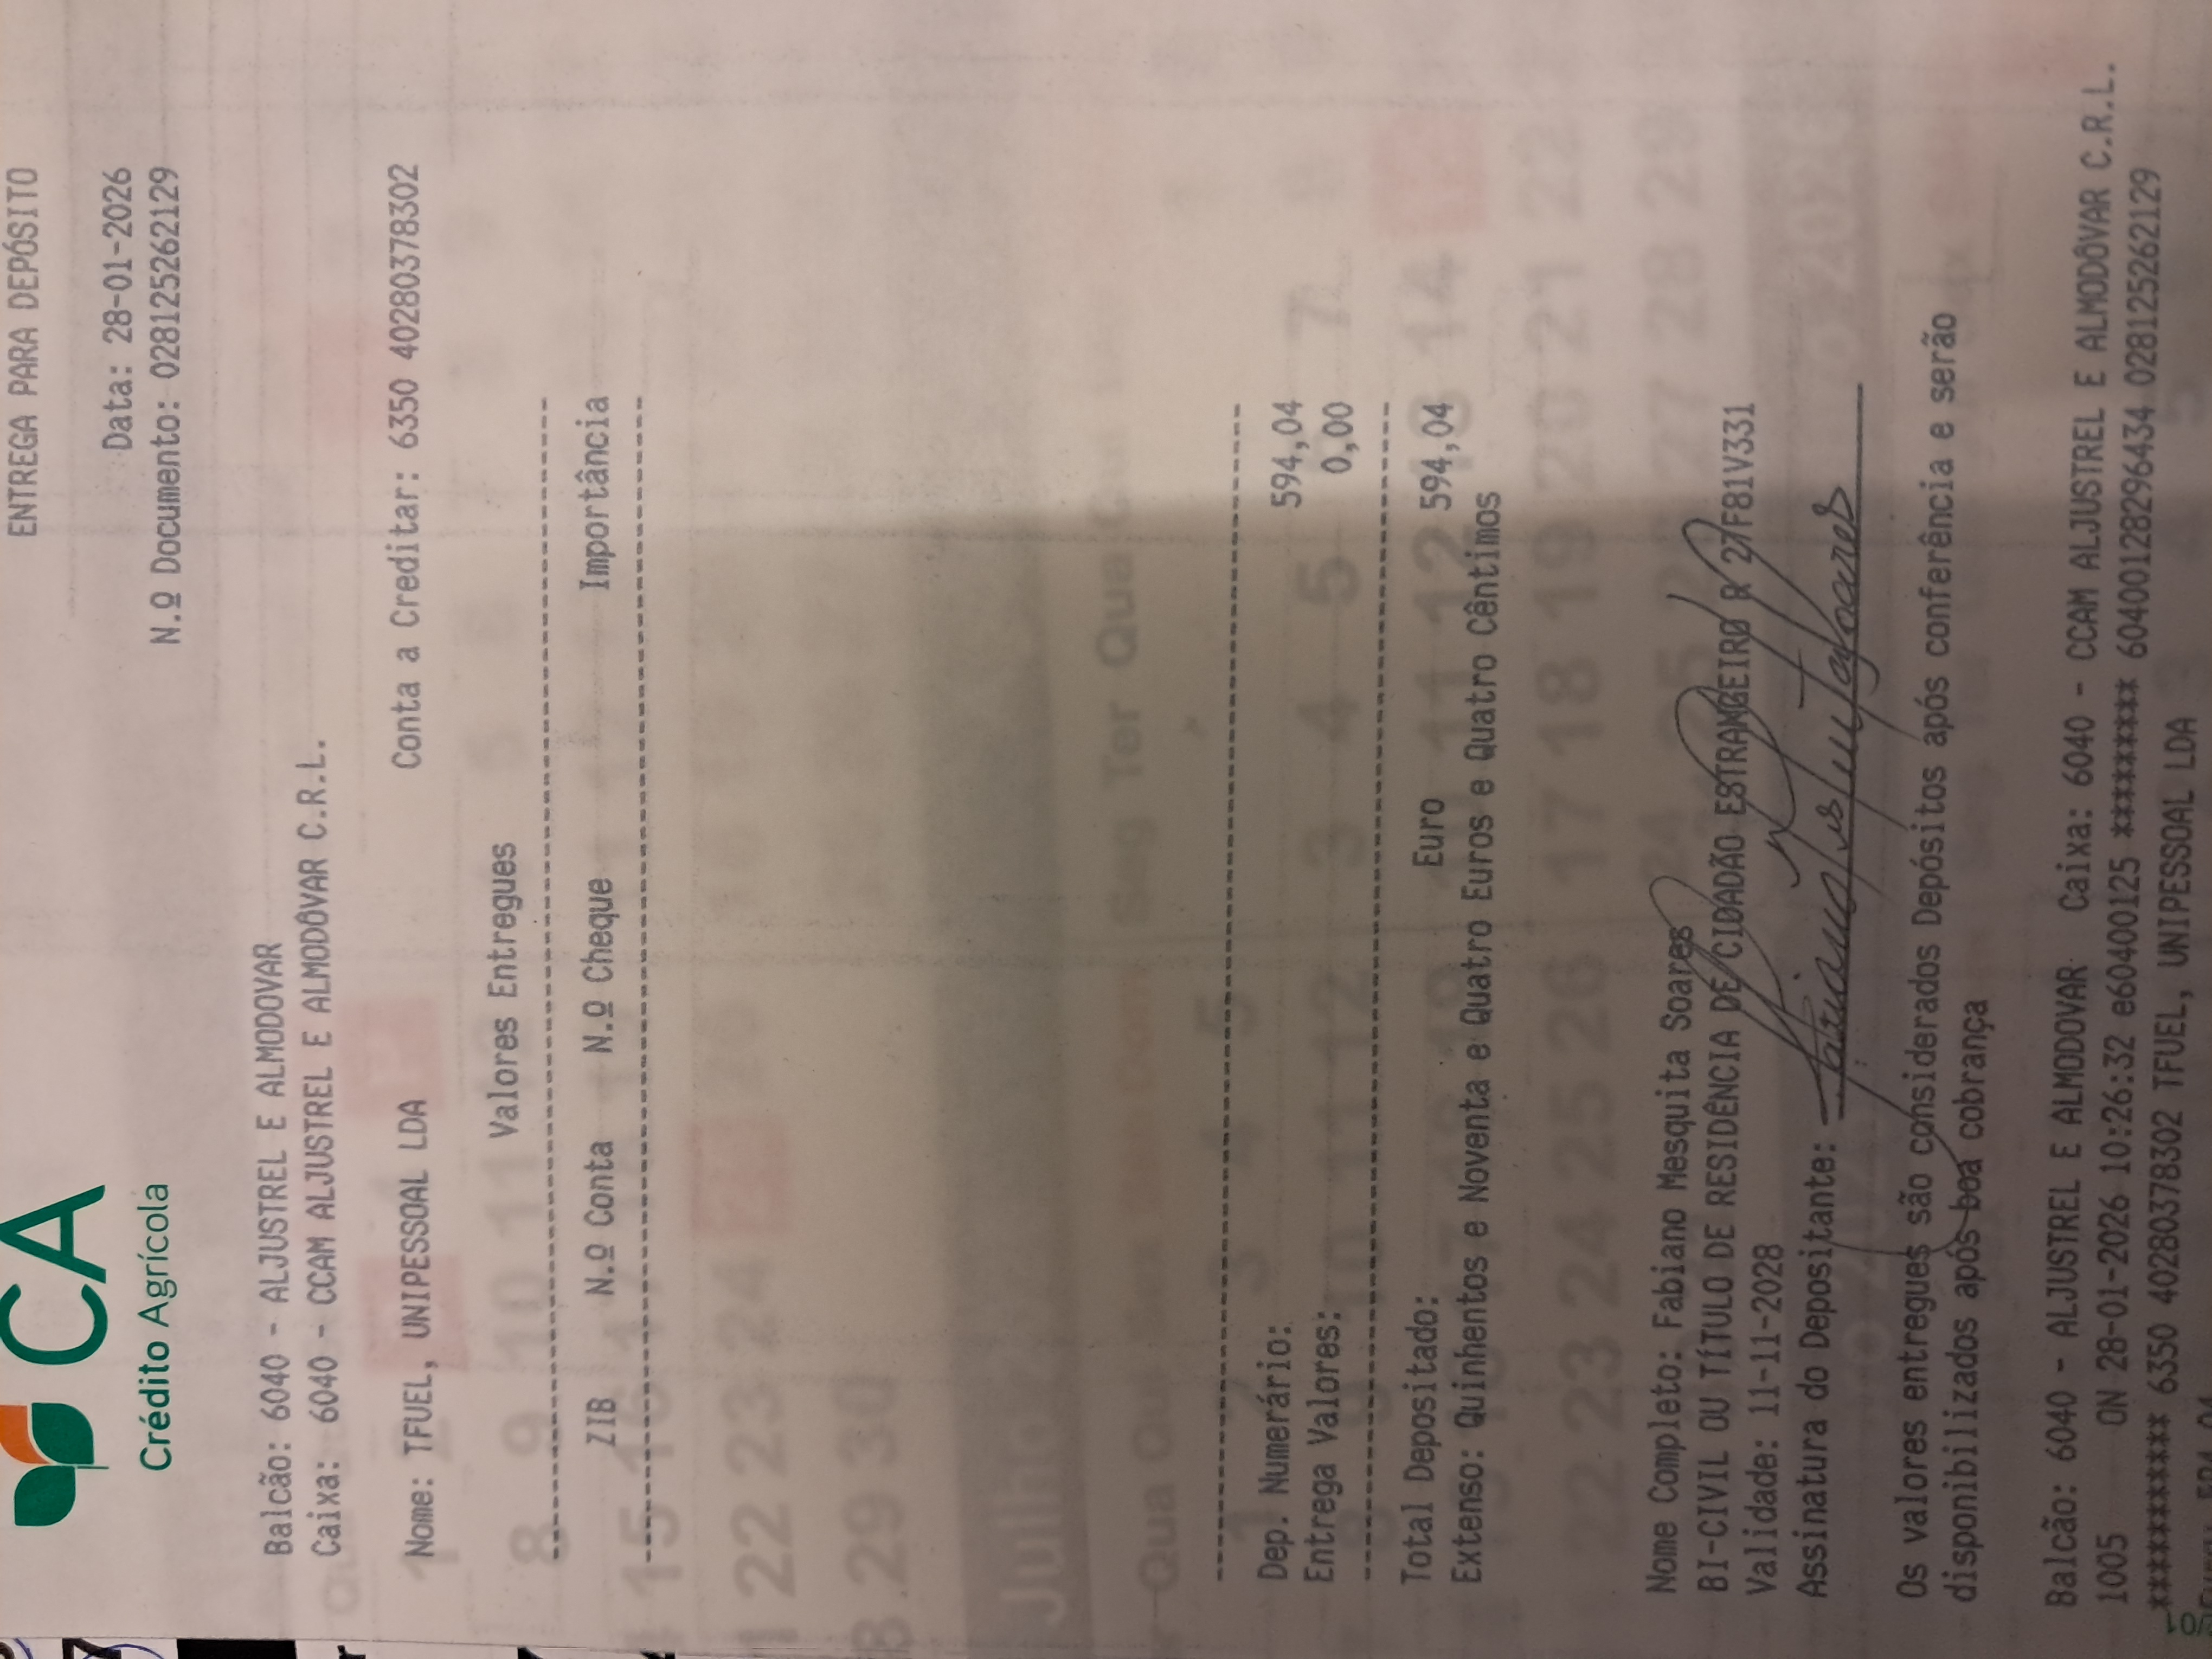 ENTREGA PARA DEPÓSITO
CA
Crédito Agrícola
Data: 28-01-2026
N.º Documento: 028125262129
Balcão: 6040 - ALJUSTREL E ALMODOVAR
Caixa: 6040 - CCAM ALJUSTREL E ALMODÔVAR C.R.L.
Conta a Creditar: 6350 40280378302
Nome: TFUEL, UNIPESSOAL LDA
Valores Entregues
ZIB N.º Conta N.º Cheque Importância
Dep. Numerário: 594,04
Entrega Valores: 0,00
Total Depositado: Euro 594,04
Extenso: Quinhentos e Noventa e Quatro Euros e Quatro Cêntimos
Nome Completo: Fabiano Mesquita Soares
BI-CIVIL OU TÍTULO DE RESIDÊNCIA DE CIDADÃO ESTRANGEIRO R 27F81V331
Validade: 11-11-2028
Assinatura do Depositante:
Os valores entregues são considerados Depósitos após conferência e serão
disponibilizados após boa cobrança
Balcão: 6040 - ALJUSTREL E ALMODOVAR Caixa: 6040 - CCAM ALJUSTREL E ALMODÔVAR C.R.L.
1005 ON 28-01-2026 10:26:32 e60400125 ********* 60400128296434 028125262129
********** 6350 40280378302 TFUEL, UNIPESSOAL LDA